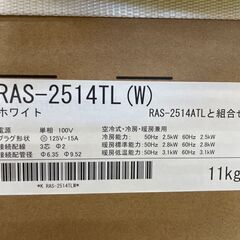 RAS-2514TL(W)
ホワイト RAS-2514ATLと組合せ
電源 単相 100V 空冷式・冷房・暖房兼用
プラグ形状 125V-15A 冷房能力: 50Hz 2.5kW 60Hz 2.5kW
接続配線 3芯 Φ2 暖房標準能力: 50Hz 2.8kW 60Hz 2.8kW
接続配管径 Φ6.35 Φ9.52 暖房低温能力: 50Hz 3.1kW 60Hz 3.1kW
*K RAS-2514TLW*
11kg